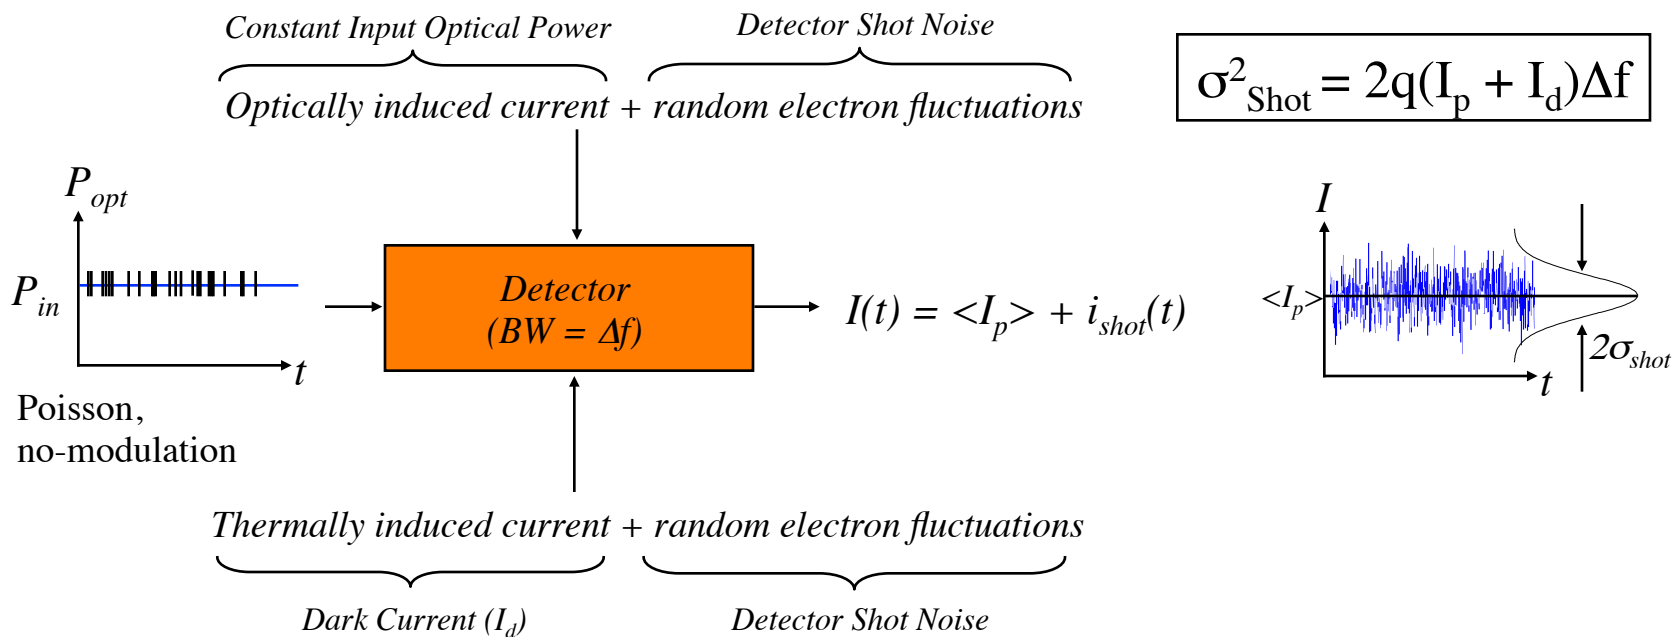 Constant Input Optical Power
Detector Shot Noise
Optically induced current + random electron fluctuations
σ²Shot = 2q(Ip + Id)Δf
Popt
Pin
t
Poisson,
no-modulation
Detector
(BW = Δf)
I(t) = <Ip> + ishot(t)
I
<Ip>
t
2σshot
Thermally induced current + random electron fluctuations
Dark Current (Id)
Detector Shot Noise